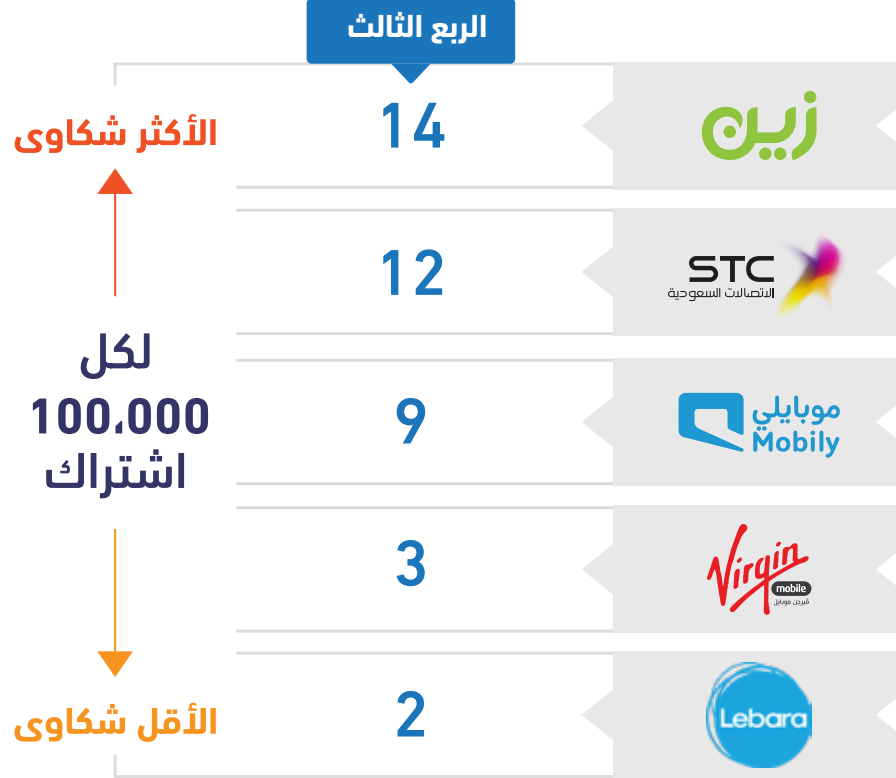 الربع الثالث
زين
14
الأكثر شكاوى
STC
الاتصالات السعودية
12
لكل
100،000
اشتراك
موبايلي
Mobily
9
Virgin
mobile
ڤيرجن موبايل
3
Lebara
2
الأقل شكاوى